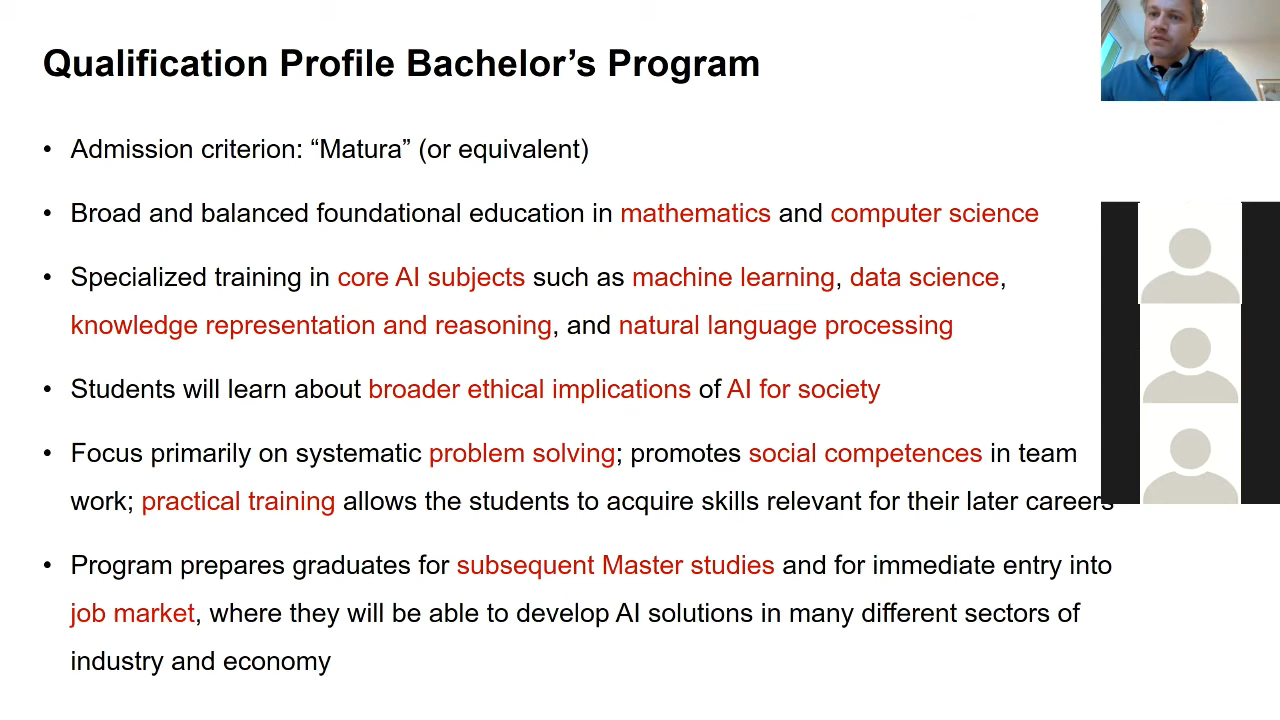 Qualification Profile Bachelor’s Program
• Admission criterion: “Matura” (or equivalent)
• Broad and balanced foundational education in mathematics and computer science
• Specialized training in core AI subjects such as machine learning, data science,
knowledge representation and reasoning, and natural language processing
• Students will learn about broader ethical implications of AI for society
• Focus primarily on systematic problem solving; promotes social competences in team
work; practical training allows the students to acquire skills relevant for their later careers
• Program prepares graduates for subsequent Master studies and for immediate entry into
job market, where they will be able to develop AI solutions in many different sectors of
industry and economy